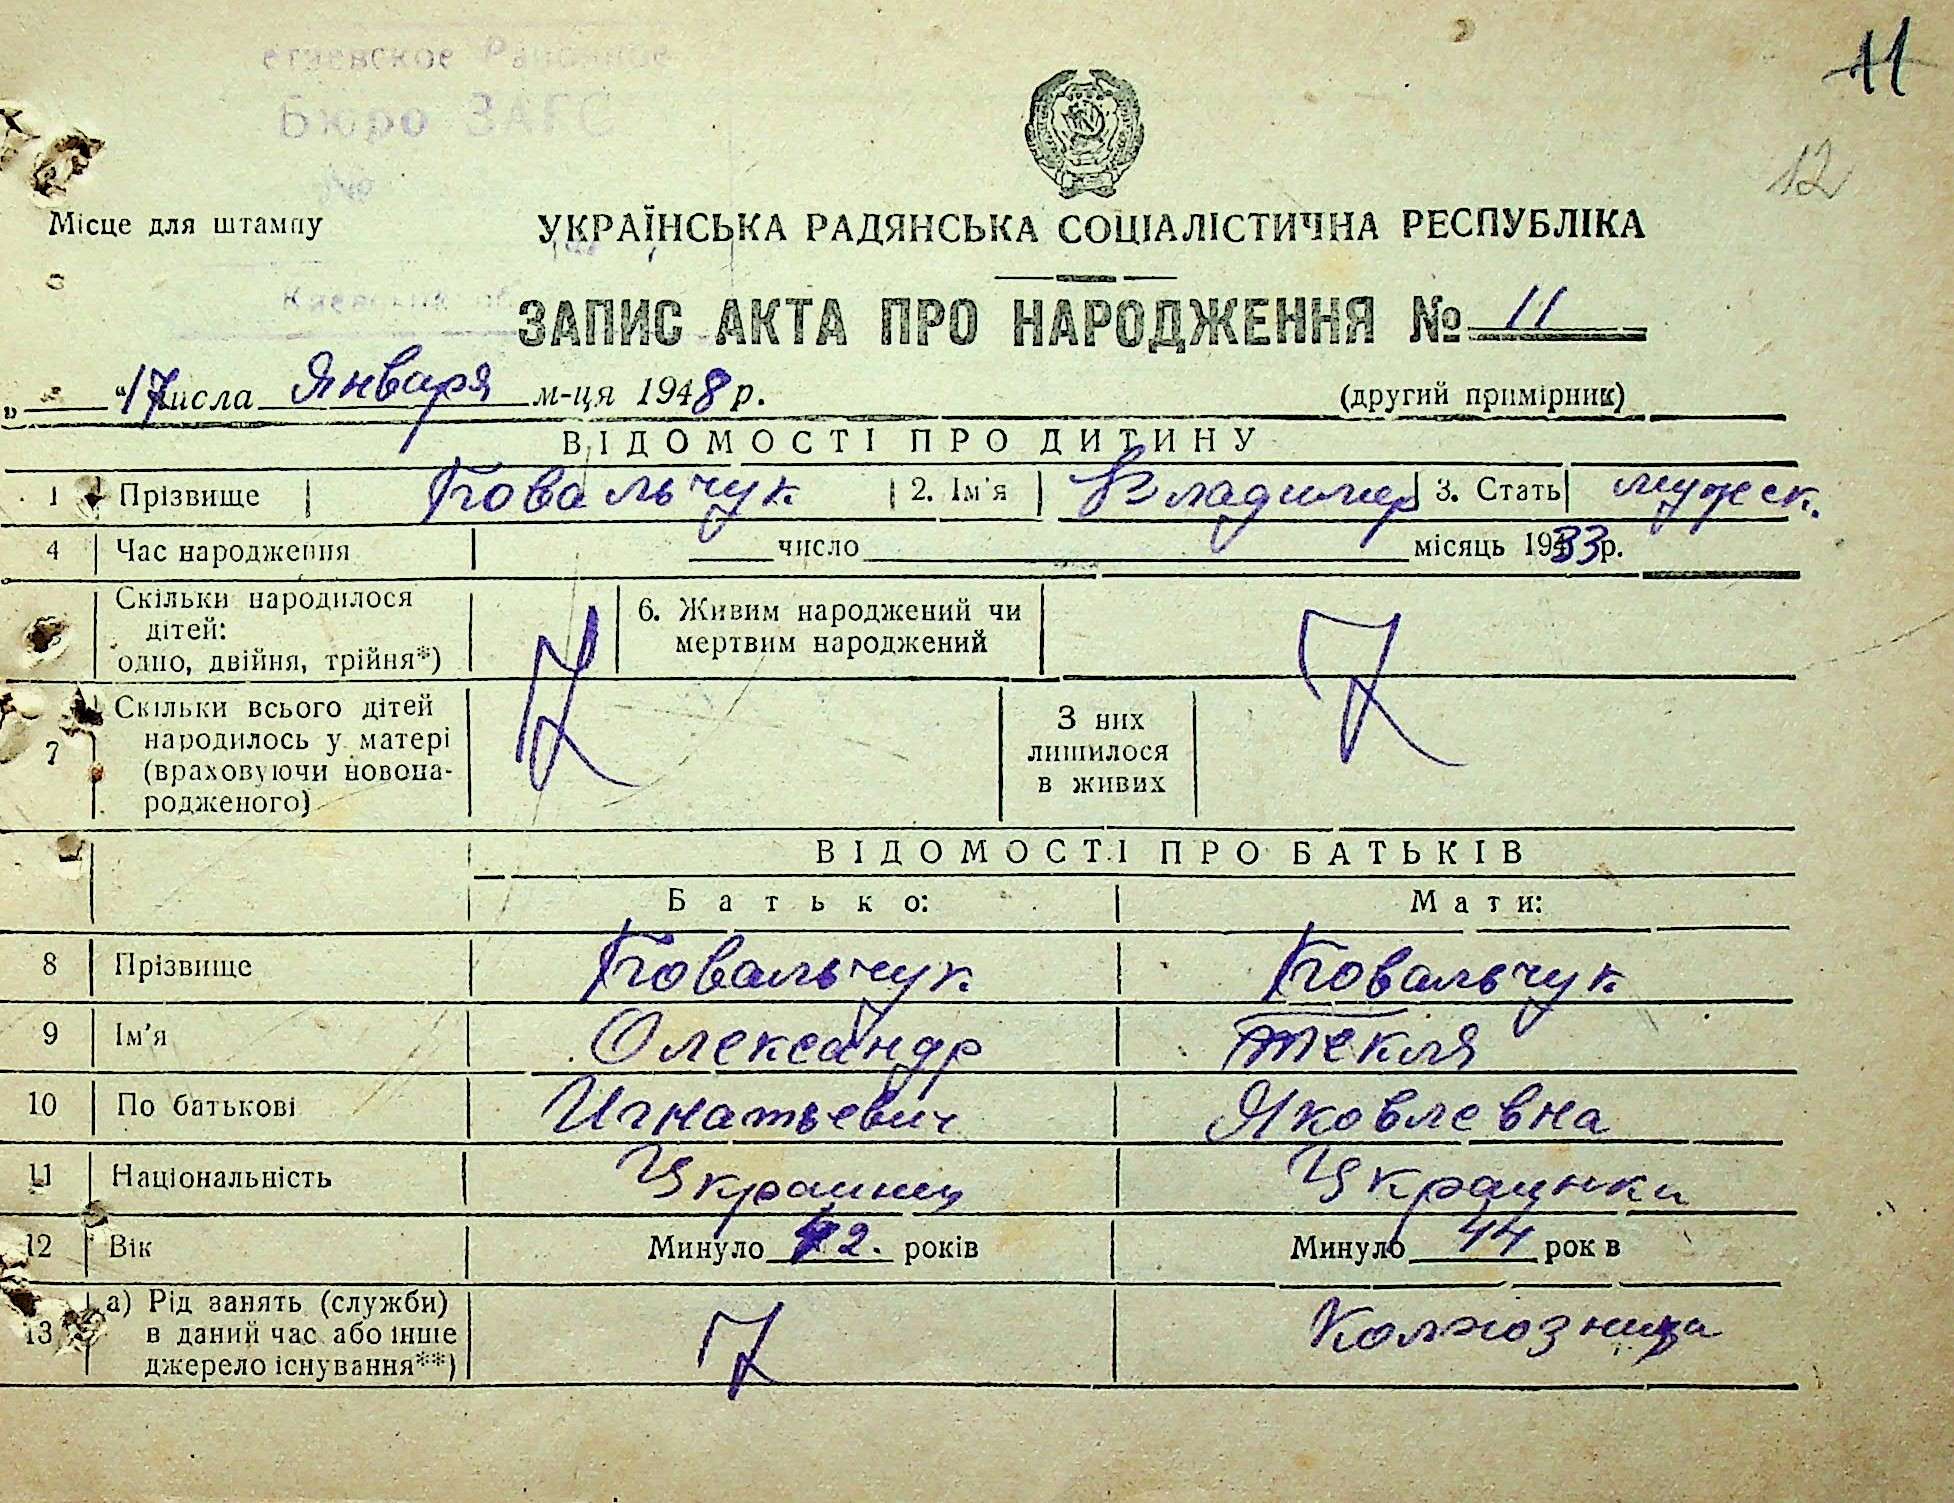 11
12
етиевское Районное
Бюро ЗАГС
Місце для штампу
УКРАЇНСЬКА РАДЯНСЬКА СОЦІАЛІСТИЧНА РЕСПУБЛІКА
ЗАПИС АКТА ПРО НАРОДЖЕННЯ № 11
„ “ 17 числа Января м-ця 1948 р. (другий примірник)
ВІДОМОСТІ ПРО ДИТИНУ
1 Прізвище Ковальчук 2. Ім'я Владимир 3. Стать мужск.
4 Час народження число місяць 1933 р.
Скільки народилося дітей: одно, двійня, трійня*) Z 6. Живим народжений чи мертвим народжений Z
7 Скільки всього дітей народилось у матері (враховуючи новона-родженого) З них лишилося в живих
ВІДОМОСТІ ПРО БАТЬКІВ
Батько: Мати:
8 Прізвище Ковальчук Ковальчук
9 Ім'я Олександр Текля
10 По батькові Игнатьевич Яковлевна
11 Національність Украинец Украинка
12 Вік Минуло 42. років Минуло 44 рок в
13 а) Рід занять (служби) в даний час або інше джерело існування**) Z Колхозница